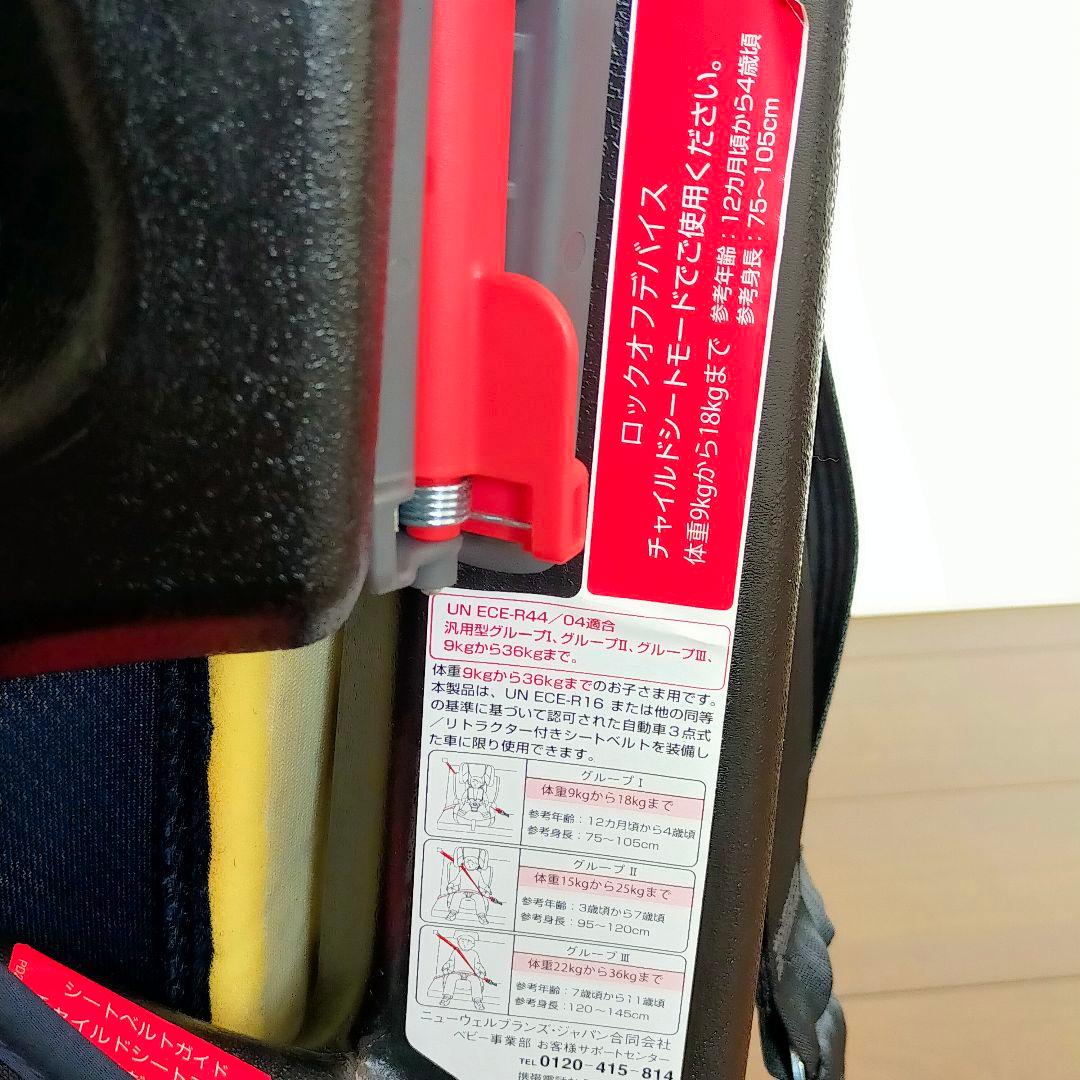 ロックオフデバイス
チャイルドシートモードでご使用ください。
体重9kgから18kgまで 参考年齢：12カ月頃から4歳頃
参考身長：75～105cm
UN ECE-R44／04適合
汎用型グループⅠ、グループⅡ、グループⅢ、
9kgから36kgまで。
体重9kgから36kgまでのお子さま用です。
本製品は、UN ECE-R16 または他の同等
の基準に基づいて認可された自動車3点式
／リトラクター付きシートベルトを装備し
た車に限り使用できます。
グループⅠ
体重9kgから18kgまで
参考年齢：12カ月頃から4歳頃
参考身長：75～105cm
グループⅡ
体重15kgから25kgまで
参考年齢：3歳頃から7歳頃
参考身長：95～120cm
グループⅢ
体重22kgから36kgまで
参考年齢：7歳頃から11歳頃
参考身長：120～145cm
ニューウェルブランズ・ジャパン合同会社
ベビー事業部 お客様サポートセンター
TEL 0120-415-814
シートベルトガイド